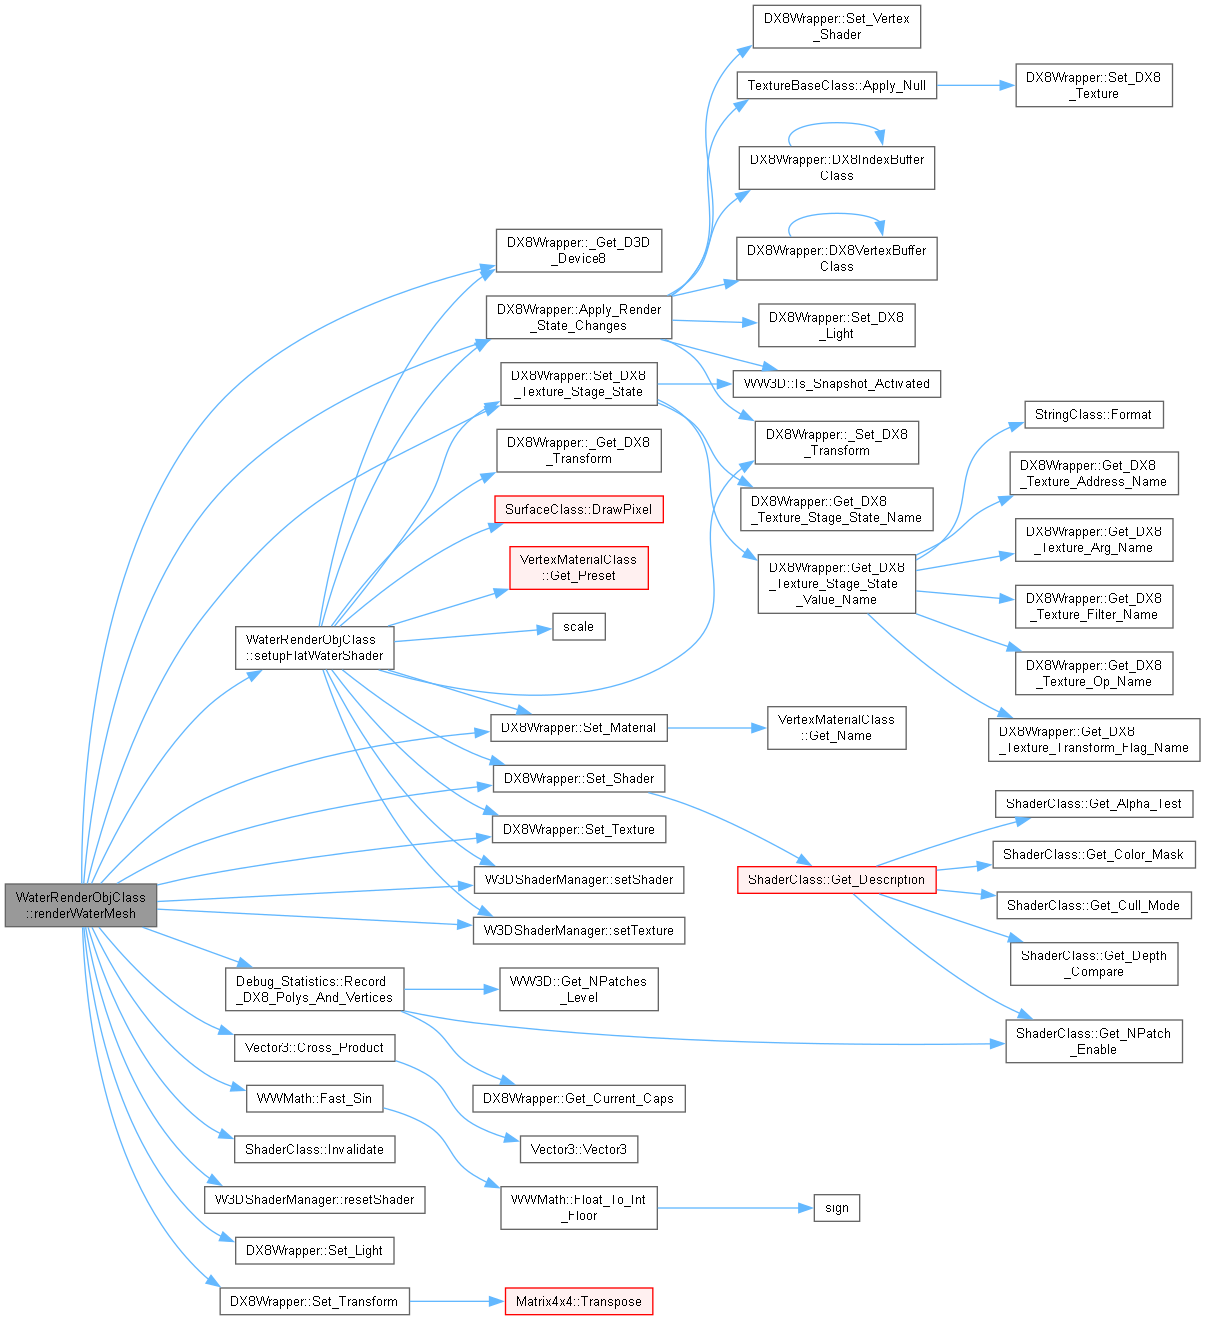 DX8Wrapper::Set_Vertex
_Shader
TextureBaseClass::Apply_Null
DX8Wrapper::Set_DX8
_Texture
DX8Wrapper::DX8IndexBuffer
Class
DX8Wrapper::_Get_D3D
_Device8
DX8Wrapper::DX8VertexBuffer
Class
DX8Wrapper::Apply_Render
_State_Changes
DX8Wrapper::Set_DX8
_Light
DX8Wrapper::Set_DX8
_Texture_Stage_State
WW3D::Is_Snapshot_Activated
StringClass::Format
DX8Wrapper::_Get_DX8
_Transform
DX8Wrapper::_Set_DX8
_Transform
DX8Wrapper::Get_DX8
_Texture_Address_Name
SurfaceClass::DrawPixel
DX8Wrapper::Get_DX8
_Texture_Stage_State_Name
DX8Wrapper::Get_DX8
_Texture_Arg_Name
VertexMaterialClass
::Get_Preset
DX8Wrapper::Get_DX8
_Texture_Stage_State
_Value_Name
DX8Wrapper::Get_DX8
_Texture_Filter_Name
WaterRenderObjClass
::setupFlatWaterShader
scale
DX8Wrapper::Get_DX8
_Texture_Op_Name
DX8Wrapper::Set_Material
VertexMaterialClass
::Get_Name
DX8Wrapper::Get_DX8
_Texture_Transform_Flag_Name
DX8Wrapper::Set_Shader
ShaderClass::Get_Alpha_Test
DX8Wrapper::Set_Texture
ShaderClass::Get_Color_Mask
WaterRenderObjClass
::renderWaterMesh
W3DShaderManager::setShader
ShaderClass::Get_Description
ShaderClass::Get_Cull_Mode
W3DShaderManager::setTexture
ShaderClass::Get_Depth
_Compare
Debug_Statistics::Record
_DX8_Polys_And_Vertices
WW3D::Get_NPatches
_Level
ShaderClass::Get_NPatch
_Enable
Vector3::Cross_Product
WWMath::Fast_Sin
DX8Wrapper::Get_Current_Caps
ShaderClass::Invalidate
Vector3::Vector3
W3DShaderManager::resetShader
WWMath::Float_To_Int
_Floor
sign
DX8Wrapper::Set_Light
DX8Wrapper::Set_Transform
Matrix4x4::Transpose